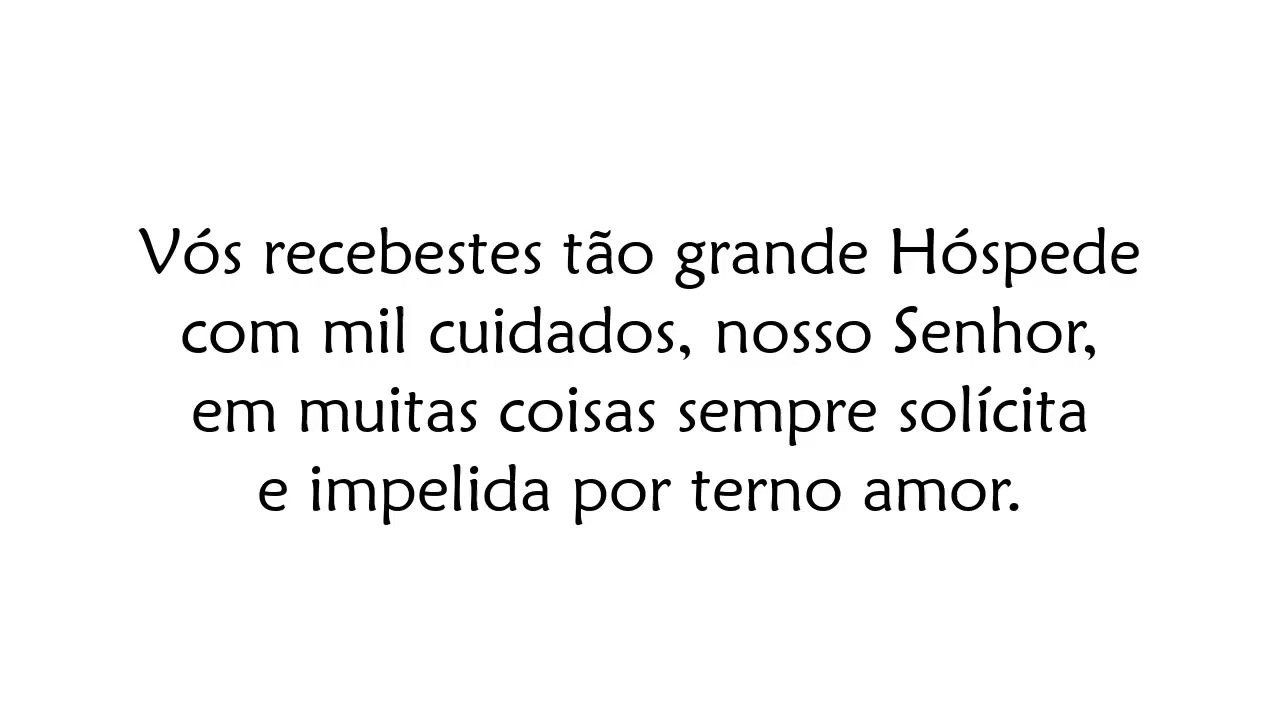 Vós recebestes tão grande Hóspede
com mil cuidados, nosso Senhor,
em muitas coisas sempre solícita
e impelida por terno amor.